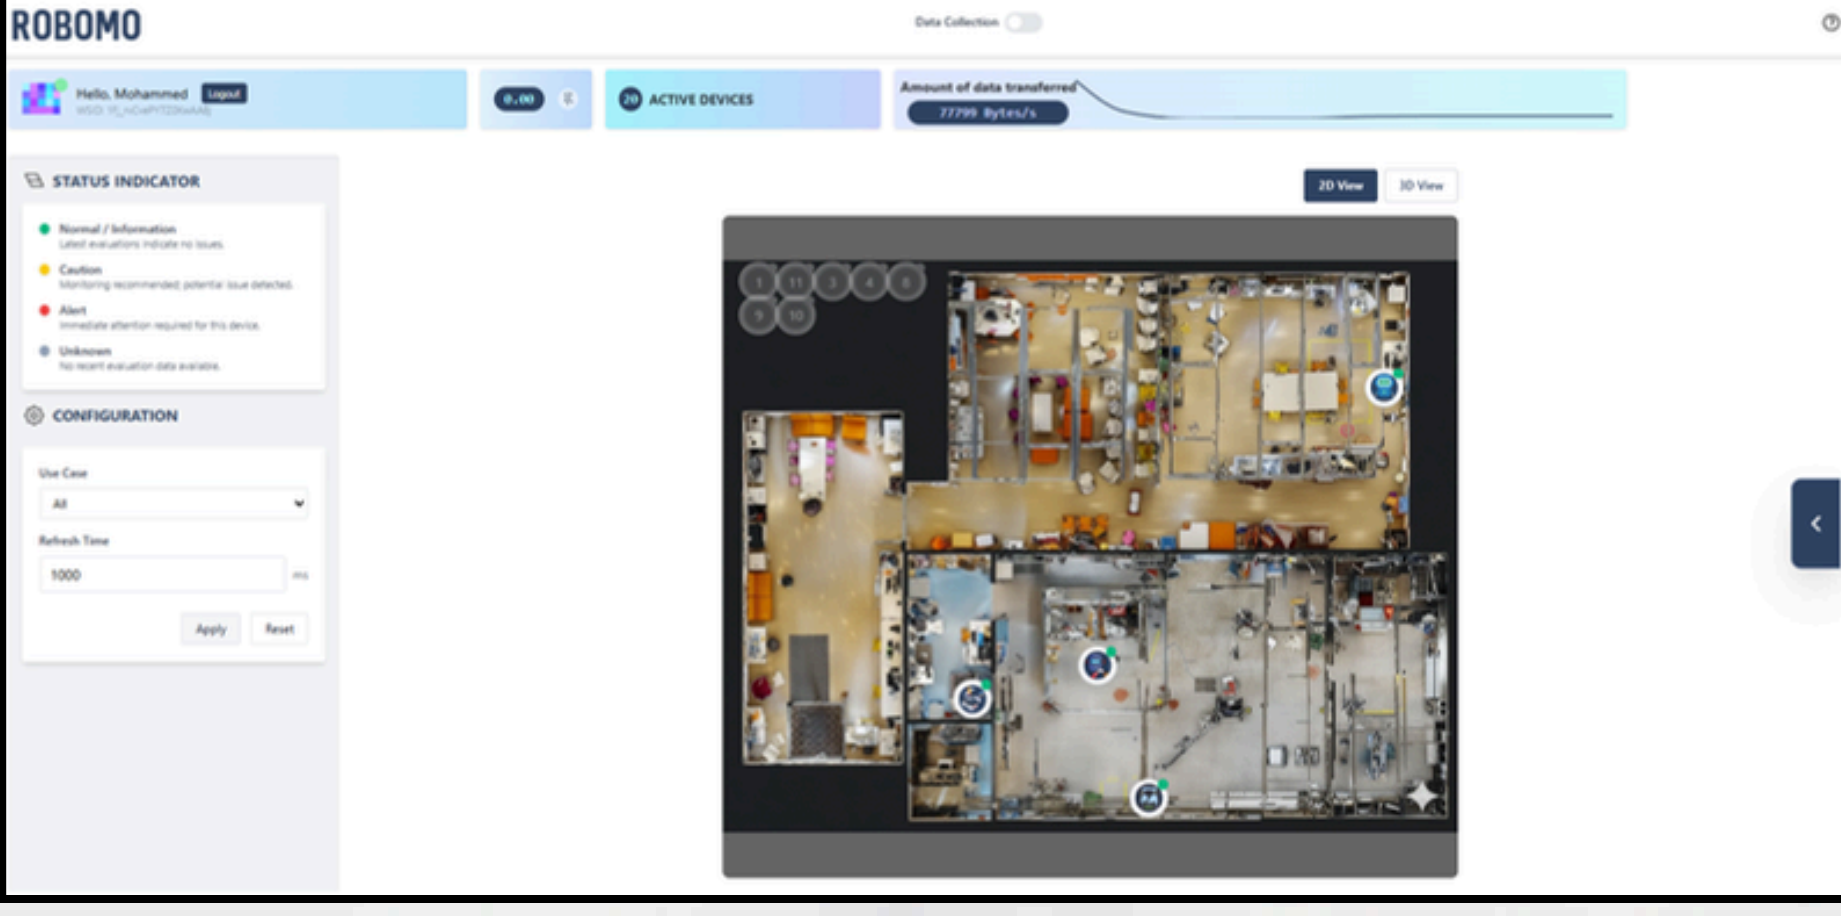 ROBOMO
Data Collection
Hello, Mohammed
Logout
0.00
20 ACTIVE DEVICES
Amount of data transferred
77799 Bytes/s
STATUS INDICATOR
Normal / Information
Latest evaluations indicate no issues.
Caution
Monitoring recommended; potential issue detected.
Alert
Immediate attention required for this device.
Unknown
No recent evaluation data available.
CONFIGURATION
Use Case
All
Refresh Time
1000 ms
Apply Reset
2D View 3D View
1 11 3 4 8
9 10